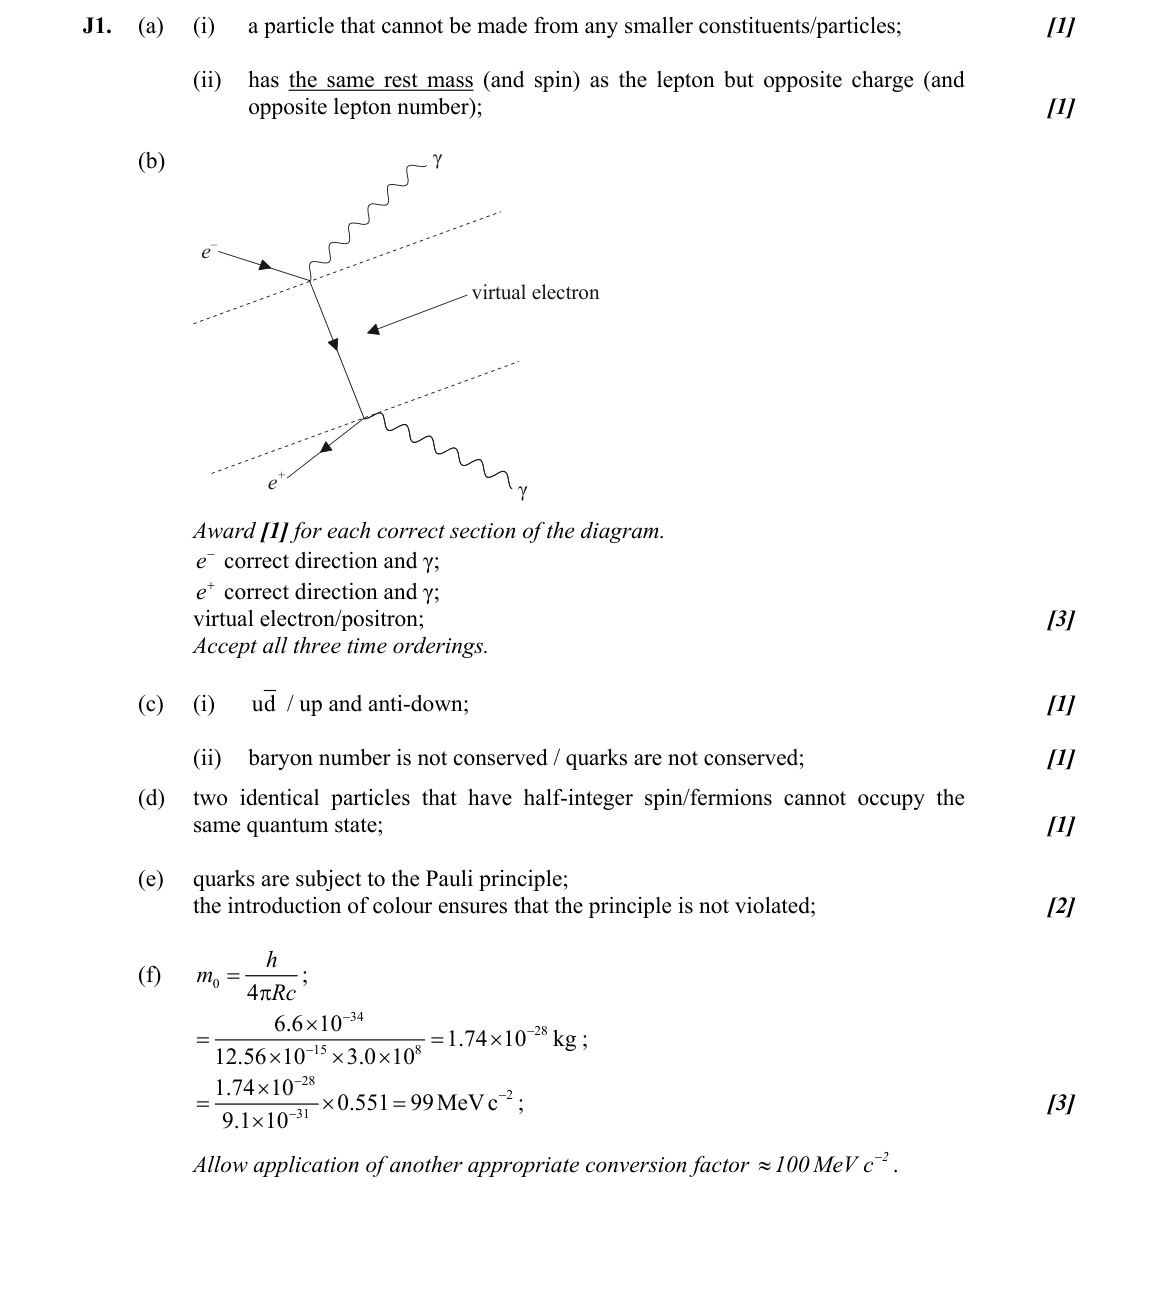 J1. (a) (i) a particle that cannot be made from any smaller constituents/particles; [1]
(ii) has the same rest mass (and spin) as the lepton but opposite charge (and
opposite lepton number); [1]
(b)
γ
e⁻
virtual electron
e⁺
γ
Award [1] for each correct section of the diagram.
e⁻ correct direction and γ;
e⁺ correct direction and γ;
virtual electron/positron; [3]
Accept all three time orderings.
(c) (i) ud̅ / up and anti-down; [1]
(ii) baryon number is not conserved / quarks are not conserved; [1]
(d) two identical particles that have half-integer spin/fermions cannot occupy the
same quantum state; [1]
(e) quarks are subject to the Pauli principle;
the introduction of colour ensures that the principle is not violated; [2]
(f) m₀ = h / 4πRc ;
= 6.6×10⁻³⁴ / 12.56×10⁻¹⁵ ×3.0×10⁸ = 1.74×10⁻²⁸ kg ;
= 1.74×10⁻²⁸ / 9.1×10⁻³¹ ×0.551 = 99 MeV c⁻² ; [3]
Allow application of another appropriate conversion factor ≈100 MeV c⁻² .